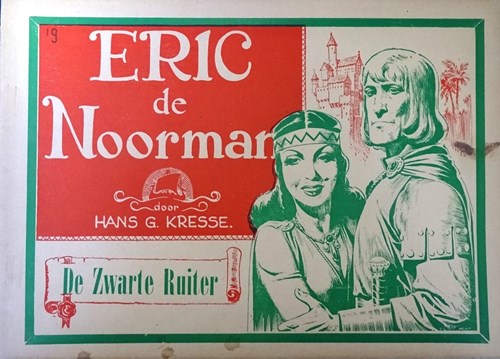 19
ERIC
de
Noorman
door
HANS G. KRESSE.
De Zwarte Ruiter